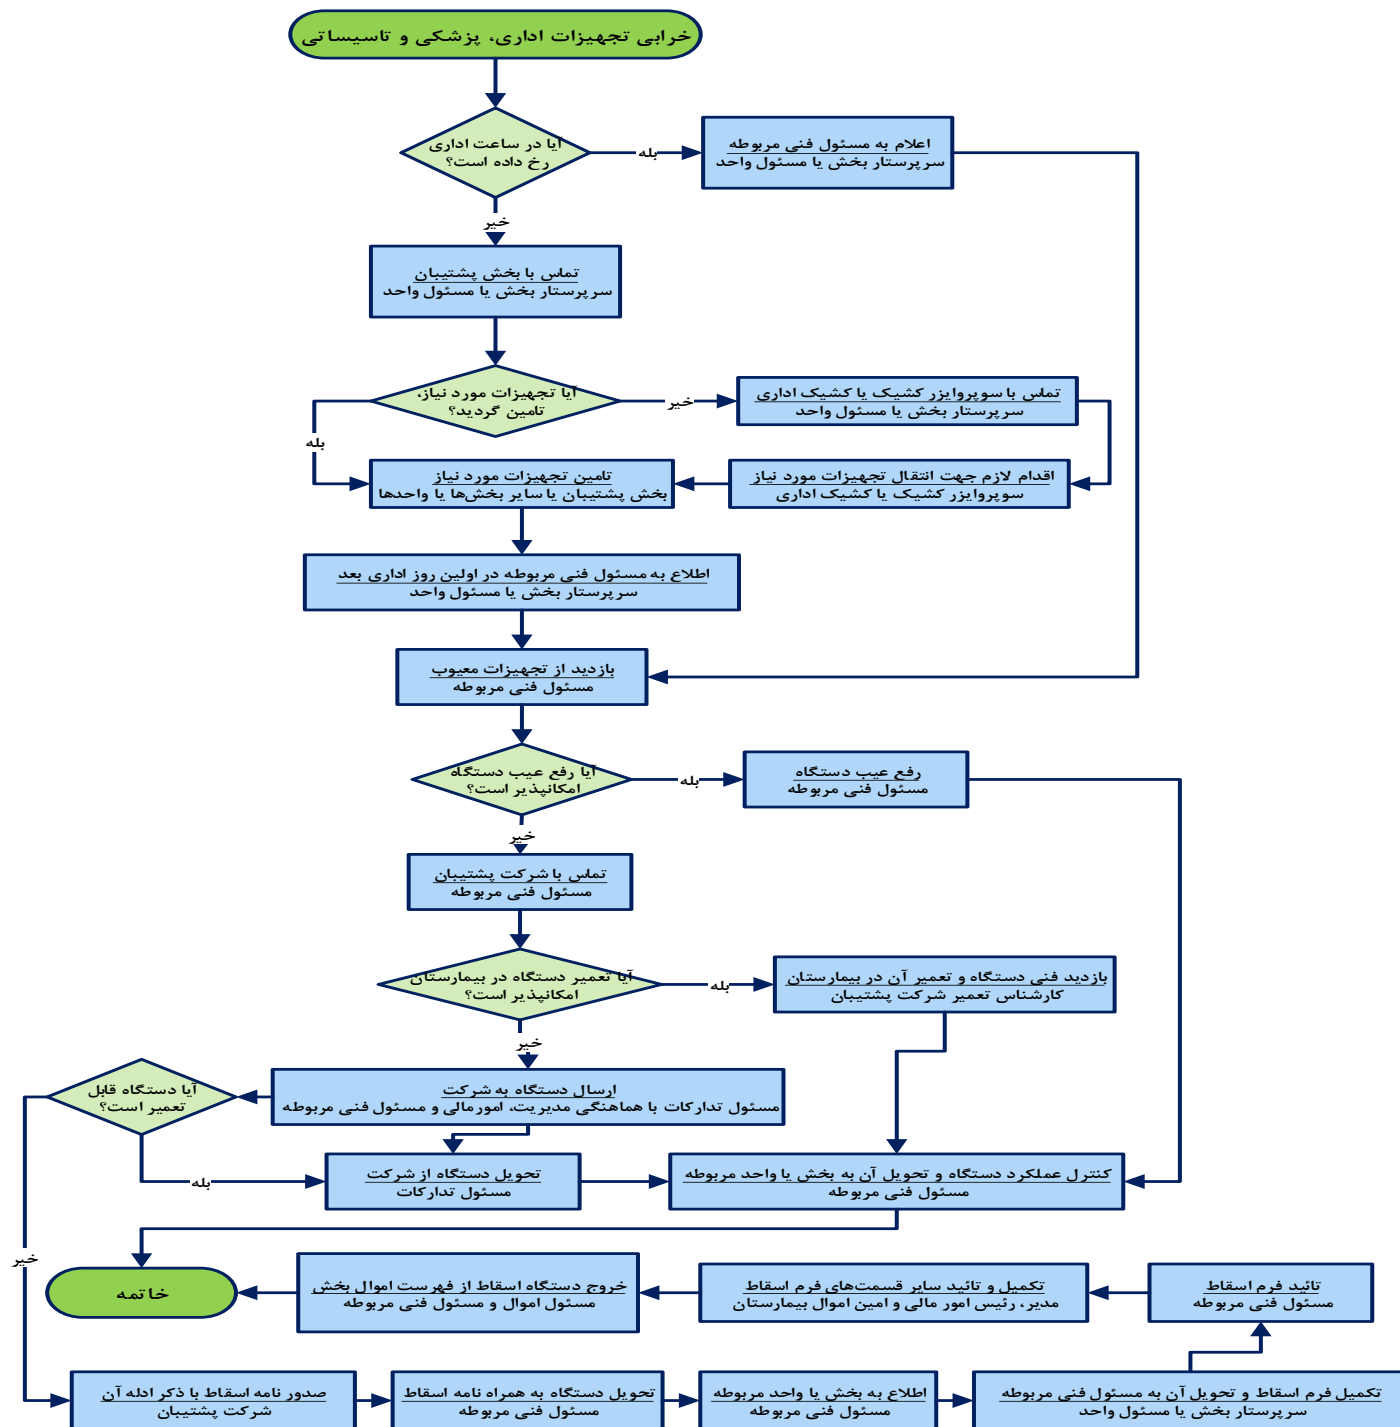 خرابی تجهیزات اداری، پزشکی و تاسیساتی
آیا در ساعت اداری
رخ داده است؟
بله
اعلام به مسئول فنی مربوطه
سرپرستار بخش یا مسئول واحد
خیر
تماس با بخش پشتیبان
سرپرستار بخش یا مسئول واحد
آیا تجهیزات مورد نیاز،
تامین گردید؟
خیر
تماس با سوپروایزر کشیک یا کشیک اداری
سرپرستار بخش یا مسئول واحد
بله
تامین تجهیزات مورد نیاز
بخش پشتیبان یا سایر بخش‌ها یا واحدها
اقدام لازم جهت انتقال تجهیزات مورد نیاز
سوپروایزر کشیک یا کشیک اداری
اطلاع به مسئول فنی مربوطه در اولین روز اداری بعد
سرپرستار بخش یا مسئول واحد
بازدید از تجهیزات معیوب
مسئول فنی مربوطه
آیا رفع عیب دستگاه
امکانپذیر است؟
بله
رفع عیب دستگاه
مسئول فنی مربوطه
خیر
تماس با شرکت پشتیبان
مسئول فنی مربوطه
آیا تعمیر دستگاه در بیمارستان
امکانپذیر است؟
بله
بازدید فنی دستگاه و تعمیر آن در بیمارستان
کارشناس تعمیر شرکت پشتیبان
خیر
ارسال دستگاه به شرکت
مسئول تدارکات با هماهنگی مدیریت، امورمالی و مسئول فنی مربوطه
آیا دستگاه قابل
تعمیر است؟
بله
تحویل دستگاه از شرکت
مسئول تدارکات
کنترل عملکرد دستگاه و تحویل آن به بخش یا واحد مربوطه
مسئول فنی مربوطه
خیر
خاتمه
خروج دستگاه اسقاط از فهرست اموال بخش
مسئول اموال و مسئول فنی مربوطه
تکمیل و تائید سایر قسمت‌های فرم اسقاط
مدیر، رئیس امور مالی و امین اموال بیمارستان
تائید فرم اسقاط
مسئول فنی مربوطه
صدور نامه اسقاط با ذکر ادله آن
شرکت پشتیبان
تحویل دستگاه به همراه نامه اسقاط
مسئول فنی مربوطه
اطلاع به بخش یا واحد مربوطه
مسئول فنی مربوطه
تکمیل فرم اسقاط و تحویل آن به مسئول فنی مربوطه
سرپرستار بخش یا مسئول واحد